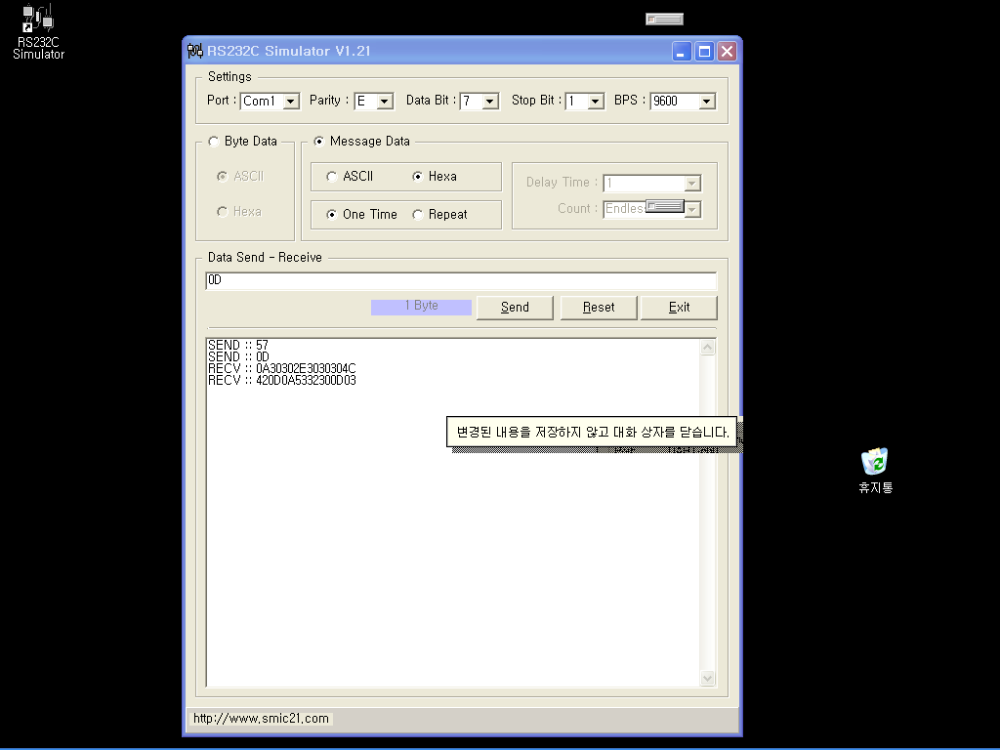 RS232C
Simulator
RS232C Simulator V1.21
Settings
Port : Com1 Parity : E Data Bit : 7 Stop Bit : 1 BPS : 9600
Byte Data Message Data
ASCII ASCII Hexa Delay Time : 1
Hexa One Time Repeat Count : Endles
Data Send - Receive
0D
1 Byte Send Reset Exit
SEND :: 57
SEND :: 0D
RECV :: 0A30302E3030304C
RECV :: 420D0A5332300D03
변경된 내용을 저장하지 않고 대화 상자를 닫습니다.
휴지통
http://www.smic21.com